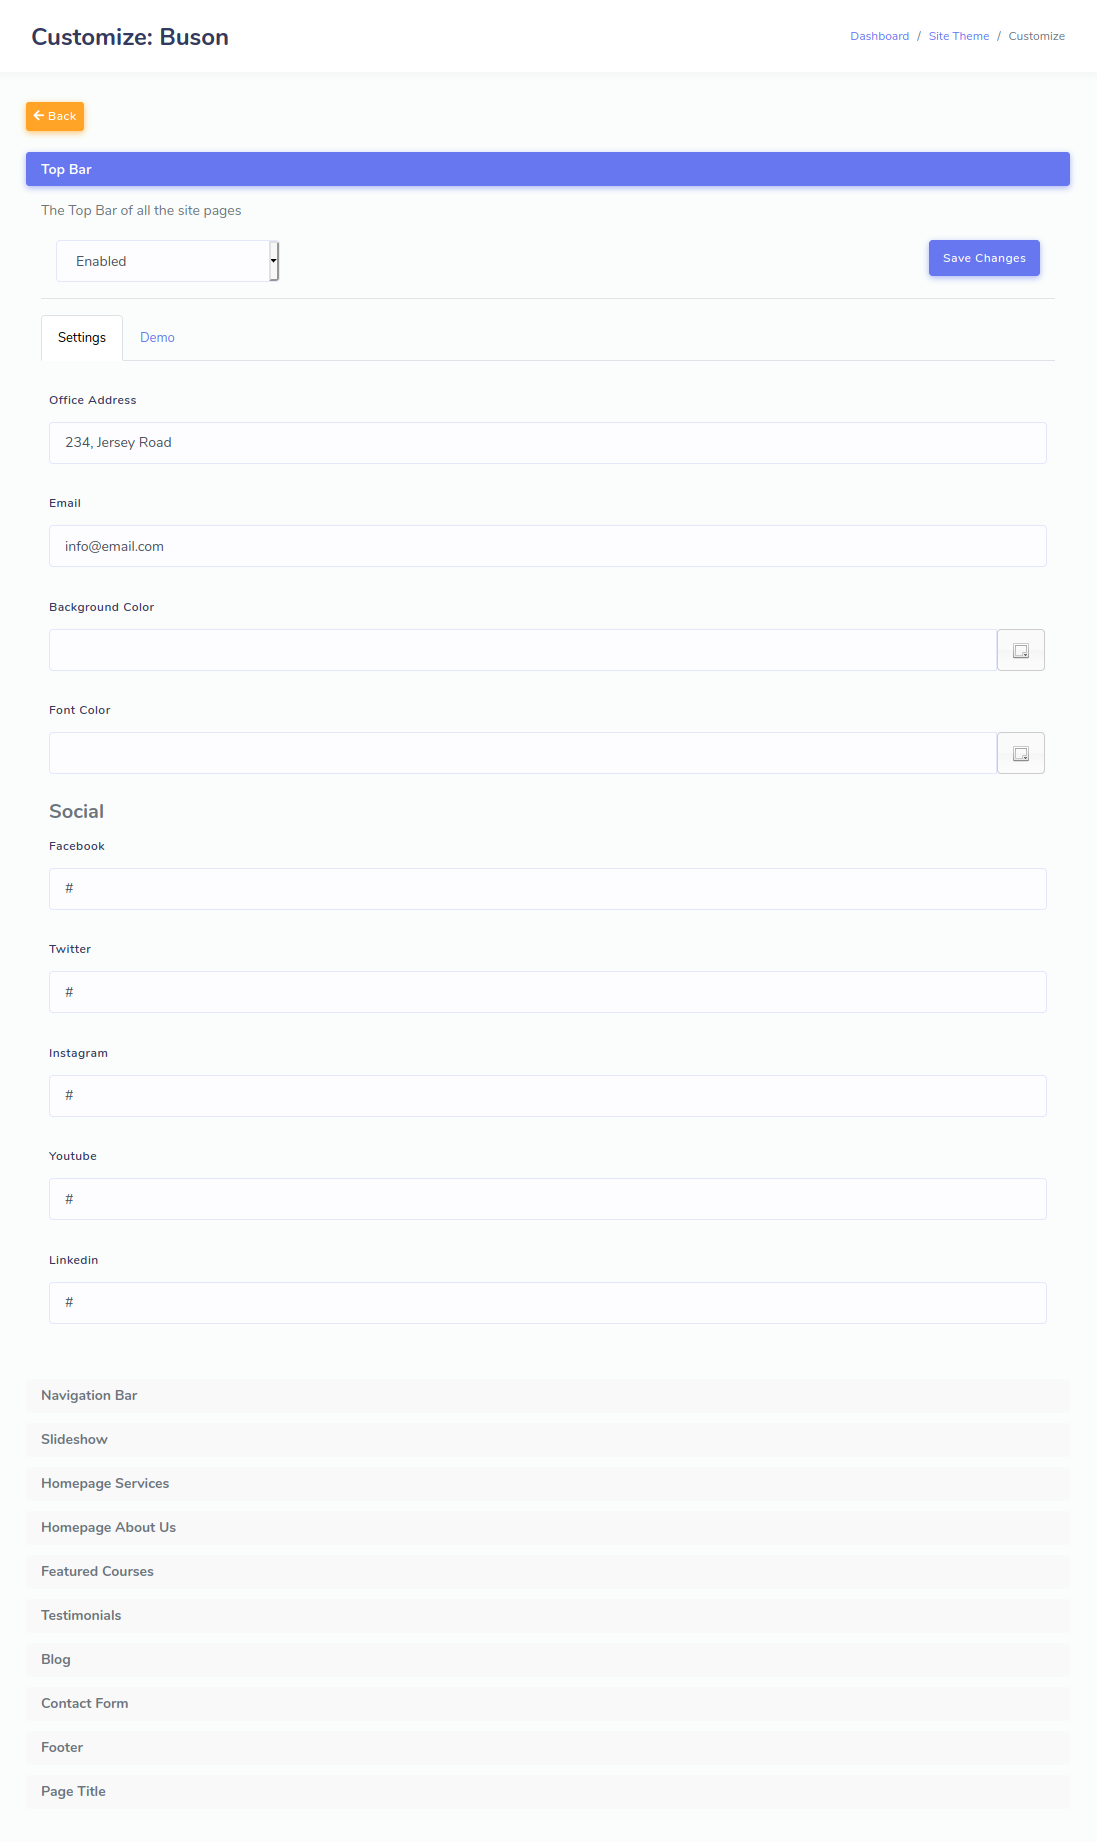 Customize: Buson
Dashboard / Site Theme / Customize
Back
Top Bar
The Top Bar of all the site pages
Enabled
Save Changes
Settings
Demo
Office Address
234, Jersey Road
Email
info@email.com
Background Color
Font Color
Social
Facebook
#
Twitter
#
Instagram
#
Youtube
#
Linkedin
#
Navigation Bar
Slideshow
Homepage Services
Homepage About Us
Featured Courses
Testimonials
Blog
Contact Form
Footer
Page Title